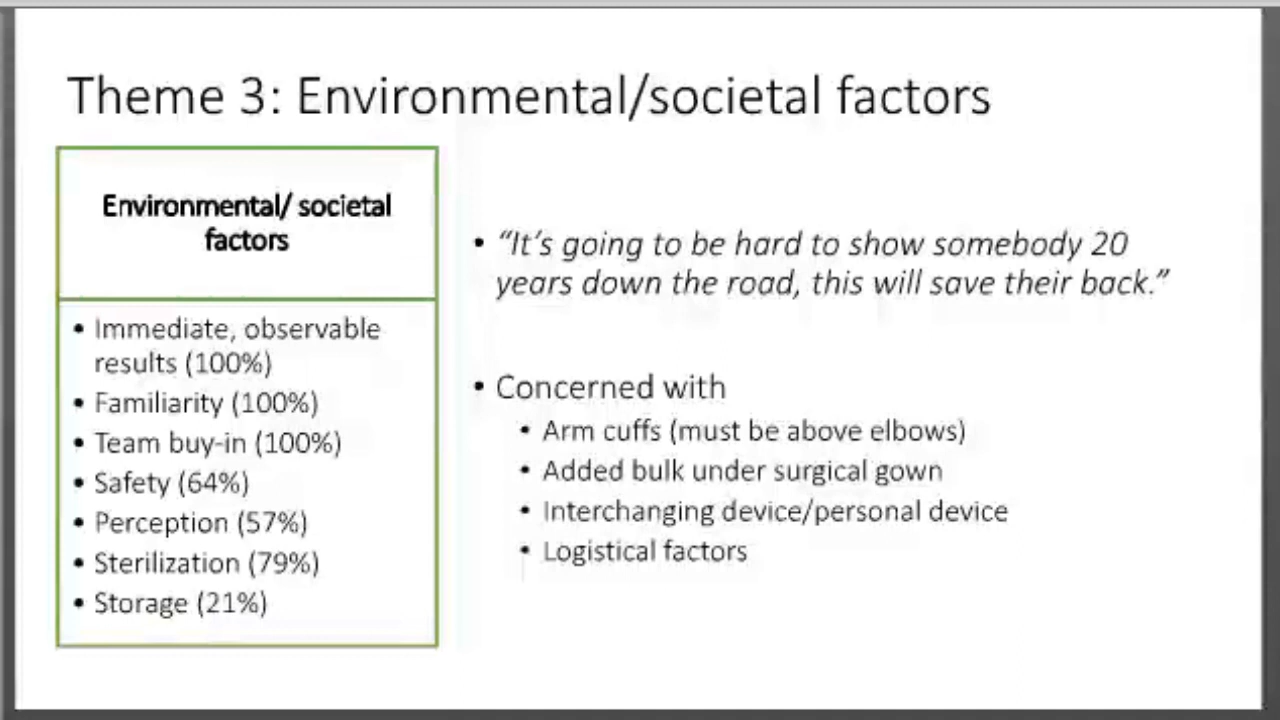 Theme 3: Environmental/societal factors
Environmental/ societal
factors
• Immediate, observable
results (100%)
• Familiarity (100%)
• Team buy-in (100%)
• Safety (64%)
• Perception (57%)
• Sterilization (79%)
• Storage (21%)
• “It’s going to be hard to show somebody 20
years down the road, this will save their back.”
• Concerned with
• Arm cuffs (must be above elbows)
• Added bulk under surgical gown
• Interchanging device/personal device
• Logistical factors